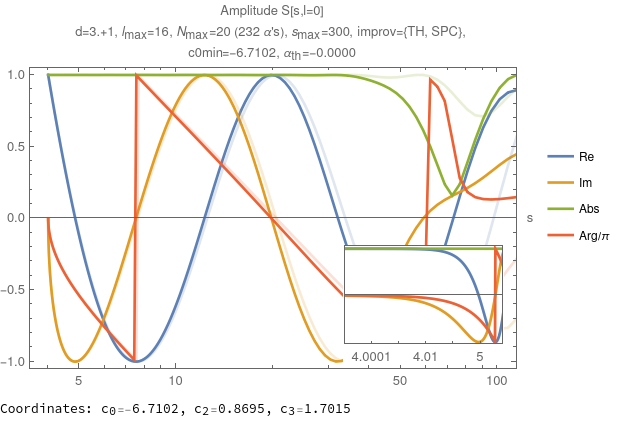 Amplitude S[s,l=0]
d=3.+1, lmax=16, Nmax=20 (232 α's), smax=300, improv={TH, SPC},
c0min=-6.7102, αth=-0.0000
1.0
0.5
0.0
-0.5
-1.0
s
Re
Im
Abs
Arg/π
4.0001 4.01 5
5 10 50 100
Coordinates: c0=-6.7102, c2=0.8695, c3=1.7015